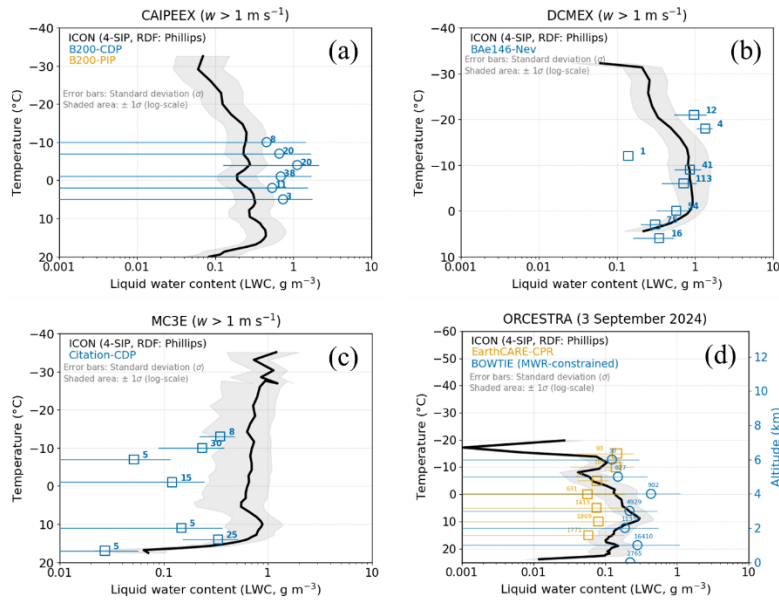 CAIPEEX (w > 1 m s⁻¹)
(a)
ICON (4-SIP, RDF: Phillips)
B200-CDP
B200-PIP
Error bars: Standard deviation (σ)
Shaded area: ± 1σ (log-scale)
−40
−30
−20
−10
0
10
20
Temperature (°C)
8
20
20
38
11
3
0.001
0.01
0.1
1
10
Liquid water content (LWC, g m⁻³)
DCMEX (w > 1 m s⁻¹)
(b)
ICON (4-SIP, RDF: Phillips)
BAe146-Nev
Error bars: Standard deviation (σ)
Shaded area: ± 1σ (log-scale)
−40
−30
−20
−10
0
10
Temperature (°C)
12
4
1
41
113
16
0.001
0.01
0.1
1
10
Liquid water content (LWC, g m⁻³)
MC3E (w > 1 m s⁻¹)
(c)
ICON (4-SIP, RDF: Phillips)
Citation-CDP
Error bars: Standard deviation (σ)
Shaded area: ± 1σ (log-scale)
−40
−30
−20
−10
0
10
20
Temperature (°C)
8
30
5
15
5
25
5
0.01
0.1
1
10
Liquid water content (LWC, g m⁻³)
ORCESTRA (3 September 2024)
(d)
ICON (4-SIP, RDF: Phillips)
EarthCARE-CPR
BOWTIE (MWR-constrained)
Error bars: Standard deviation (σ)
Shaded area: ± 1σ (log-scale)
−60
−50
−40
−30
−20
−10
0
10
20
Temperature (°C)
93
827
631
902
1413
4929
1869
1771
16410
2765
12
10
8
6
4
2
0
Altitude (km)
0.001
0.01
0.1
1
10
Liquid water content (LWC, g m⁻³)